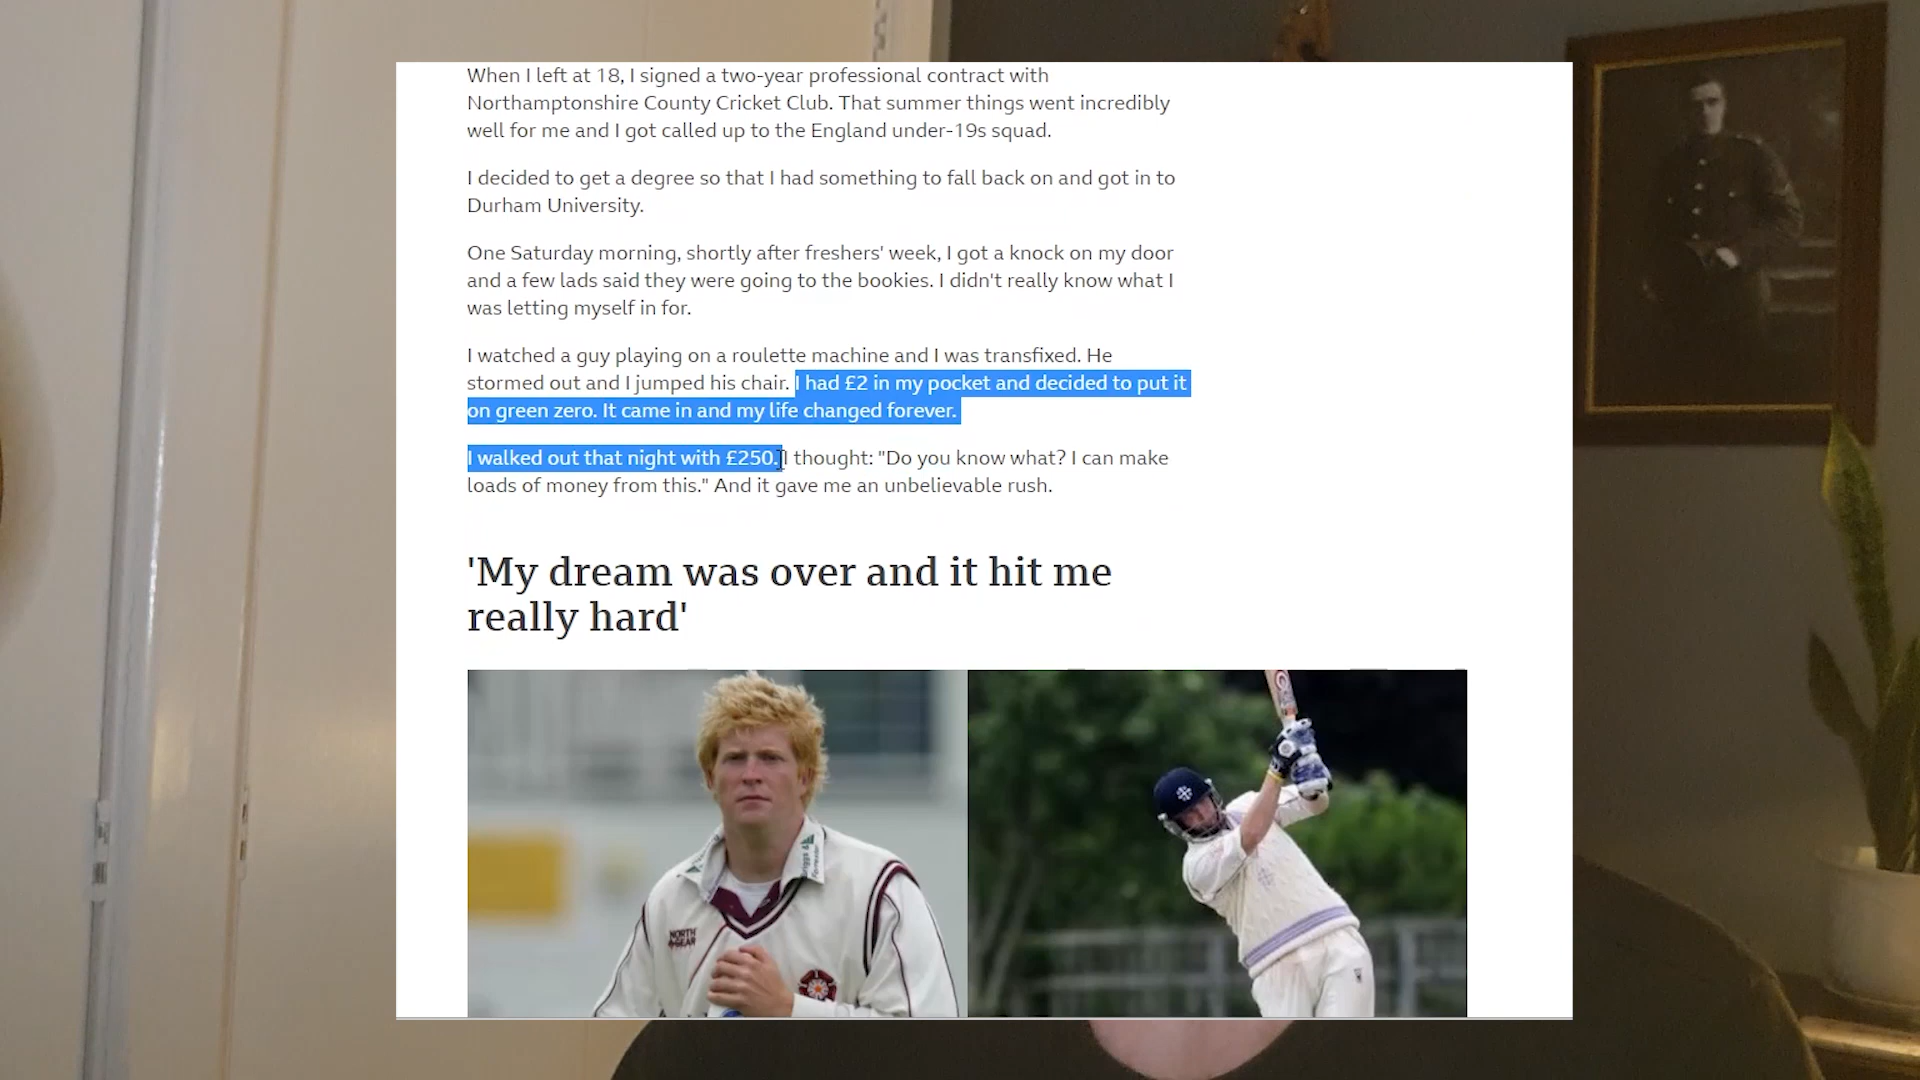 When I left at 18, I signed a two-year professional contract with
Northamptonshire County Cricket Club. That summer things went incredibly
well for me and I got called up to the England under-19s squad.
I decided to get a degree so that I had something to fall back on and got in to
Durham University.
One Saturday morning, shortly after freshers' week, I got a knock on my door
and a few lads said they were going to the bookies. I didn't really know what I
was letting myself in for.
I watched a guy playing on a roulette machine and I was transfixed. He
stormed out and I jumped his chair. I had £2 in my pocket and decided to put it
on green zero. It came in and my life changed forever.
I walked out that night with £250. I thought: "Do you know what? I can make
loads of money from this." And it gave me an unbelievable rush.
'My dream was over and it hit me
really hard'
NORTH
GEAR